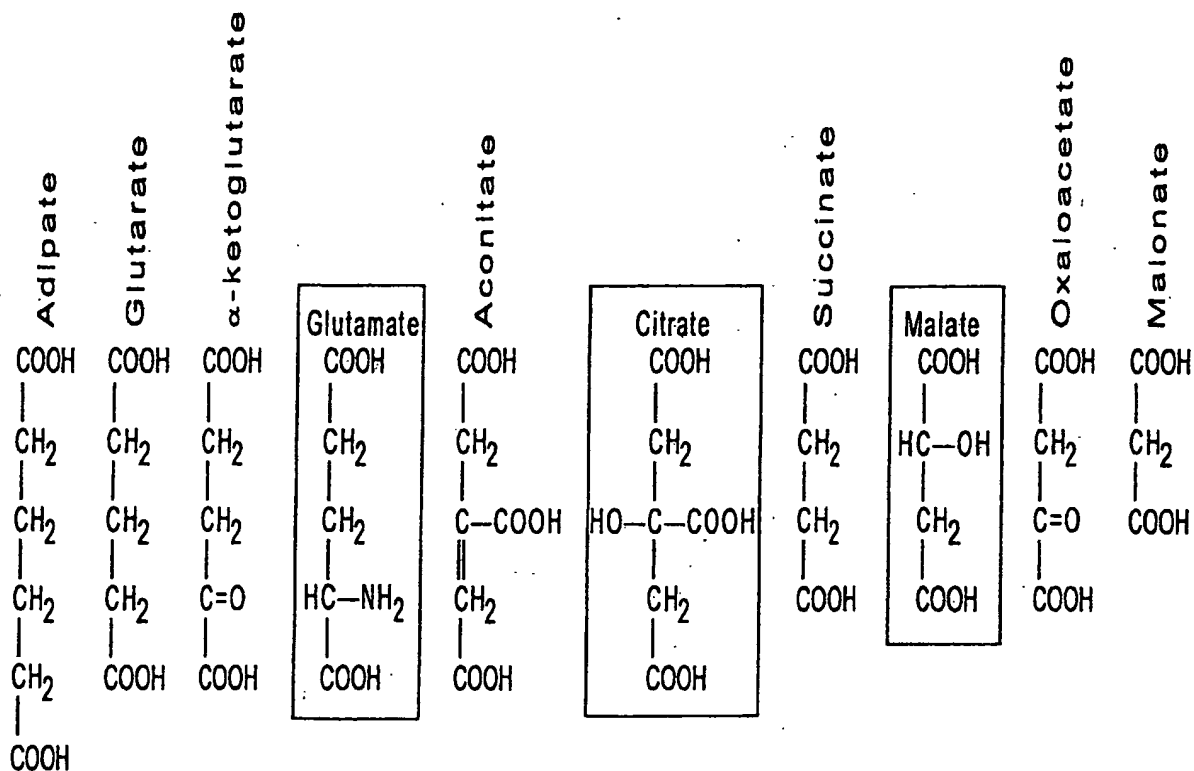 Adipate
COOH
CH2
CH2
CH2
CH2
COOH
Glutarate
COOH
CH2
CH2
CH2
COOH
α-ketoglutarate
COOH
CH2
CH2
C=O
COOH
Glutamate
COOH
CH2
CH2
HC—NH2
COOH
Aconitate
COOH
CH2
C—COOH
CH2
COOH
Citrate
COOH
CH2
HO—C—COOH
CH2
COOH
Succinate
COOH
CH2
CH2
COOH
Malate
COOH
HC—OH
CH2
COOH
Oxaloacetate
COOH
CH2
C=O
COOH
Malonate
COOH
CH2
COOH